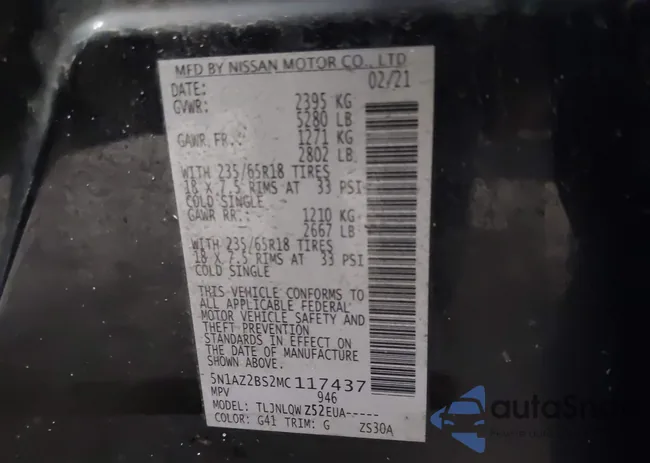 MFD BY NISSAN MOTOR CO., LTD
DATE: 02/21
GVWR: 2395 KG
5280 LB
GAWR FR.: 1271 KG
2802 LB
WITH 235/65R18 TIRES
18 X 7.5 RIMS AT 33 PSI
COLD SINGLE
GAWR RR.: 1210 KG
2667 LB
WITH 235/65R18 TIRES
18 X 7.5 RIMS AT 33 PSI
COLD SINGLE
THIS VEHICLE CONFORMS TO
ALL APPLICABLE FEDERAL
MOTOR VEHICLE SAFETY AND
THEFT PREVENTION
STANDARDS IN EFFECT ON
THE DATE OF MANUFACTURE
SHOWN ABOVE.
5N1AZ2BS2MC117437
MPV 946
MODEL: TLJNLQWZ52EUA-----
COLOR: G41 TRIM: G ZS30A